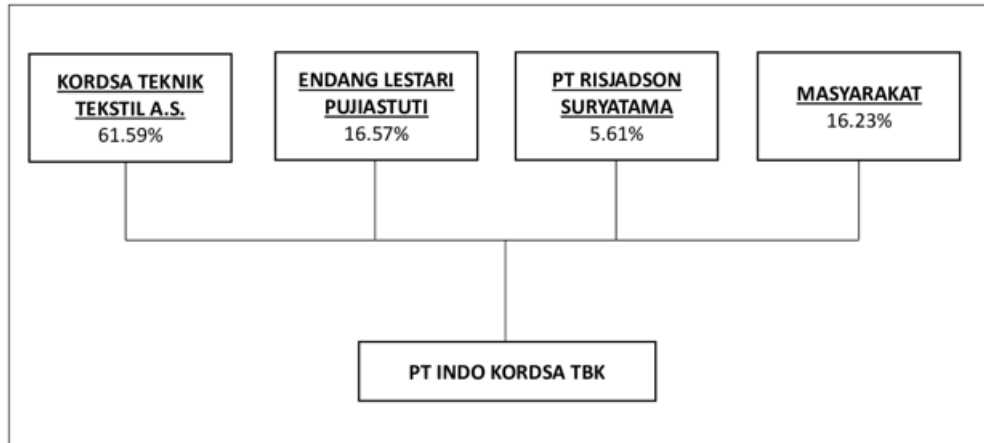 KORDSA TEKNIK
TEKSTIL A.S.
61.59%
ENDANG LESTARI
PUJIASTUTI
16.57%
PT RISJADSON
SURYATAMA
5.61%
MASYARAKAT
16.23%
PT INDO KORDSA TBK